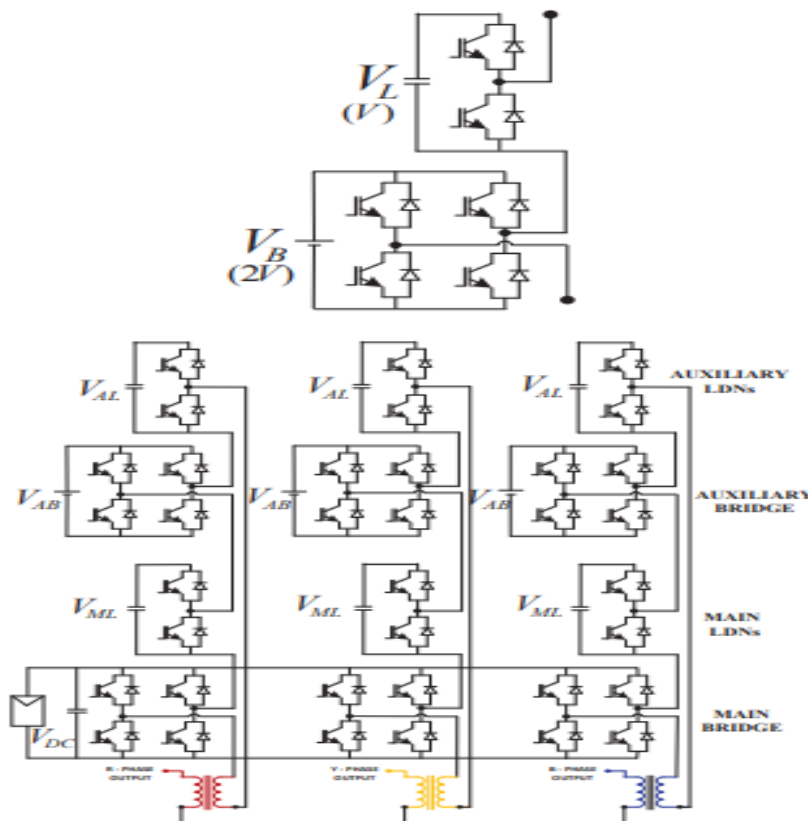 V_L
(V)
V_B
(2V)
V_AL V_AL V_AL AUXILIARY
LDNs
V_AB V_AB V_AB AUXILIARY
BRIDGE
V_ML V_ML V_ML MAIN
LDNs
V_DC MAIN
BRIDGE
R - PHASE
OUTPUT
Y - PHASE
OUTPUT
B - PHASE
OUTPUT